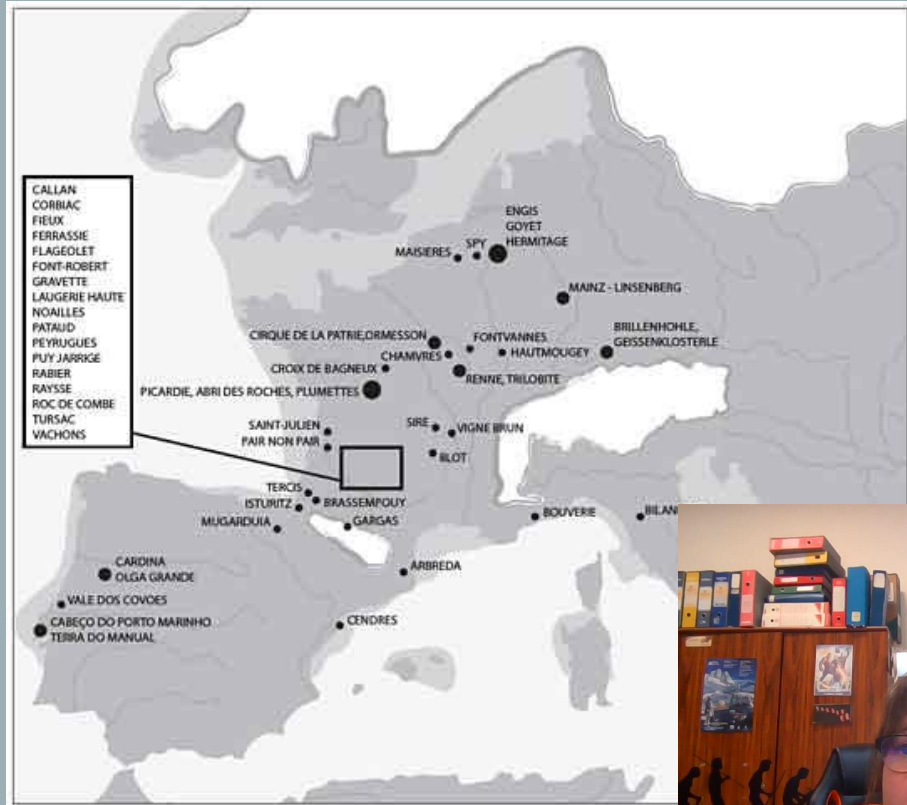 CALLAN
CORBIAC
FIEUX
FERRASSIE
FLAGEOLET
FONT-ROBERT
GRAVETTE
LAUGERIE HAUTE
NOAILLES
PATAUD
PEYRUGUES
PUY JARRIGE
RABIER
RAYSSE
ROC DE COMBE
TURSAC
VACHONS
ENGIS
GOYET
HERMITAGE
SPY
MAISIERES
MAINZ - LINSENBERG
BRILLENHOHLE,
GEISSENKLOSTERLE
CIRQUE DE LA PATRIE,ORMESSON
FONTVANNES
CHAMVRES
HAUTMOUGEY
CROIX DE BAGNEUX
RENNE, TRILOBITE
PICARDIE, ABRI DES ROCHES, PLUMETTES
SAINT-JULIEN
PAIR NON PAIR
SIRE
VIGNE BRUN
BLOT
TERCIS
BRASSEMPOUY
ISTURITZ
MUGARDUIA
GARGAS
BOUVERIE
ARBREDA
CARDINA
OLGA GRANDE
VALE DOS COVOES
CABEÇO DO PORTO MARINHO
TERRA DO MANUAL
CENDRES